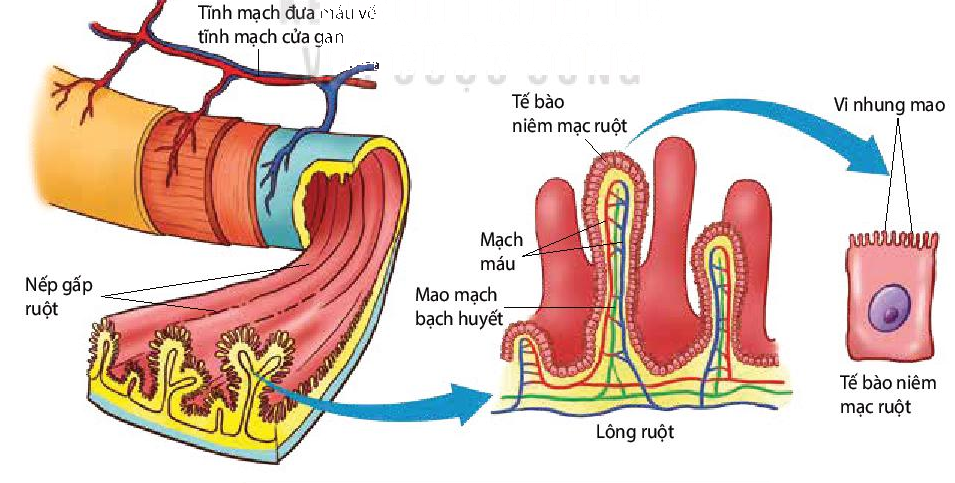 Tĩnh mạch đưa máu về
tĩnh mạch cửa gan
Nếp gấp
ruột
Tế bào
niêm mạc ruột
Mạch
máu
Mao mạch
bạch huyết
Lông ruột
Vi nhung mao
Tế bào niêm
mạc ruột